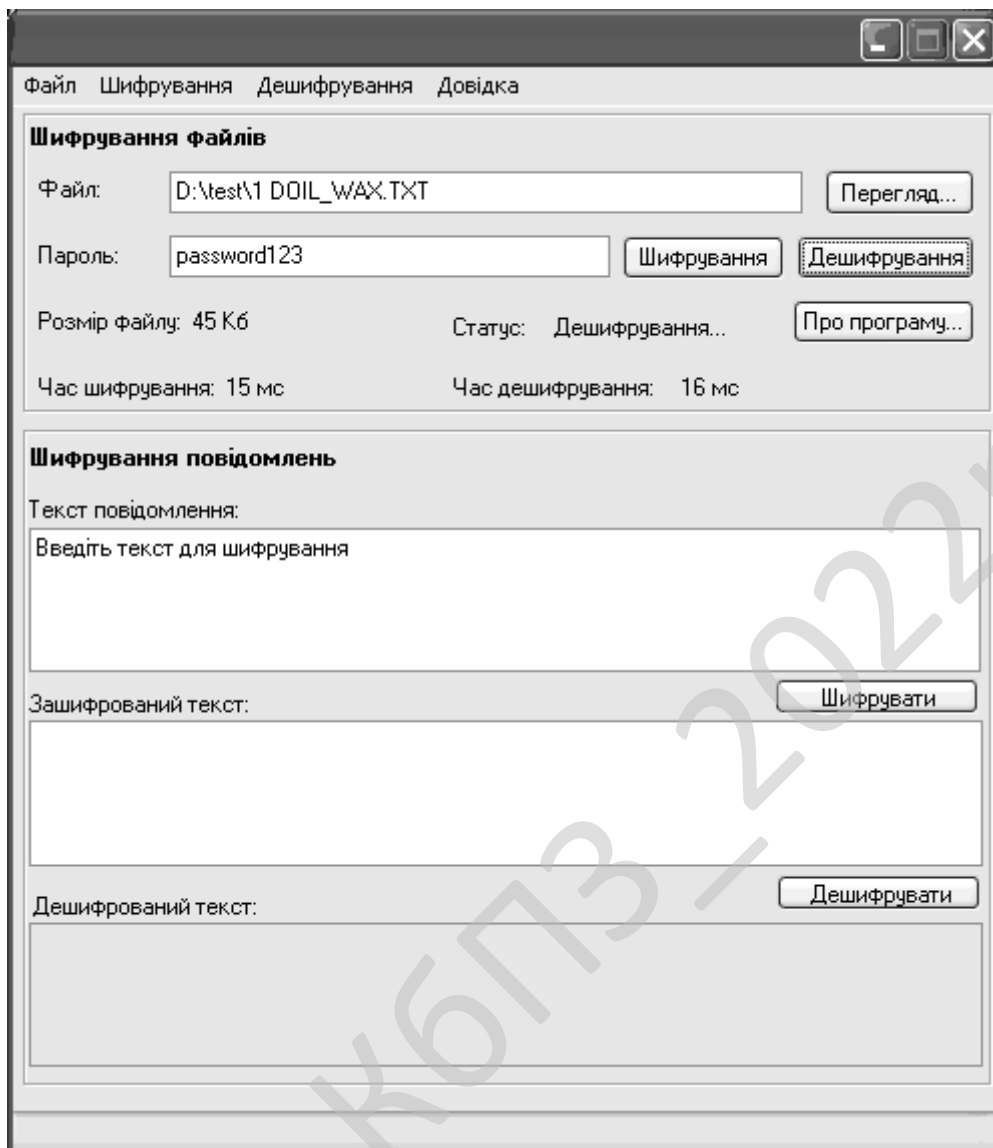 Файл Шифрування Дешифрування Довідка
Шифрування файлів
Файл: D:\test\1 DOIL_WAX.TXT Перегляд...
Пароль: password123 Шифрування Дешифрування
Розмір файлу: 45 Кб Статус: Дешифрування... Про програму...
Час шифрування: 15 мс Час дешифрування: 16 мс
Шифрування повідомлень
Текст повідомлення:
Введіть текст для шифрування
Шифрувати
Зашифрований текст:
Дешифрувати
Дешифрований текст:
КбПЗ_2022